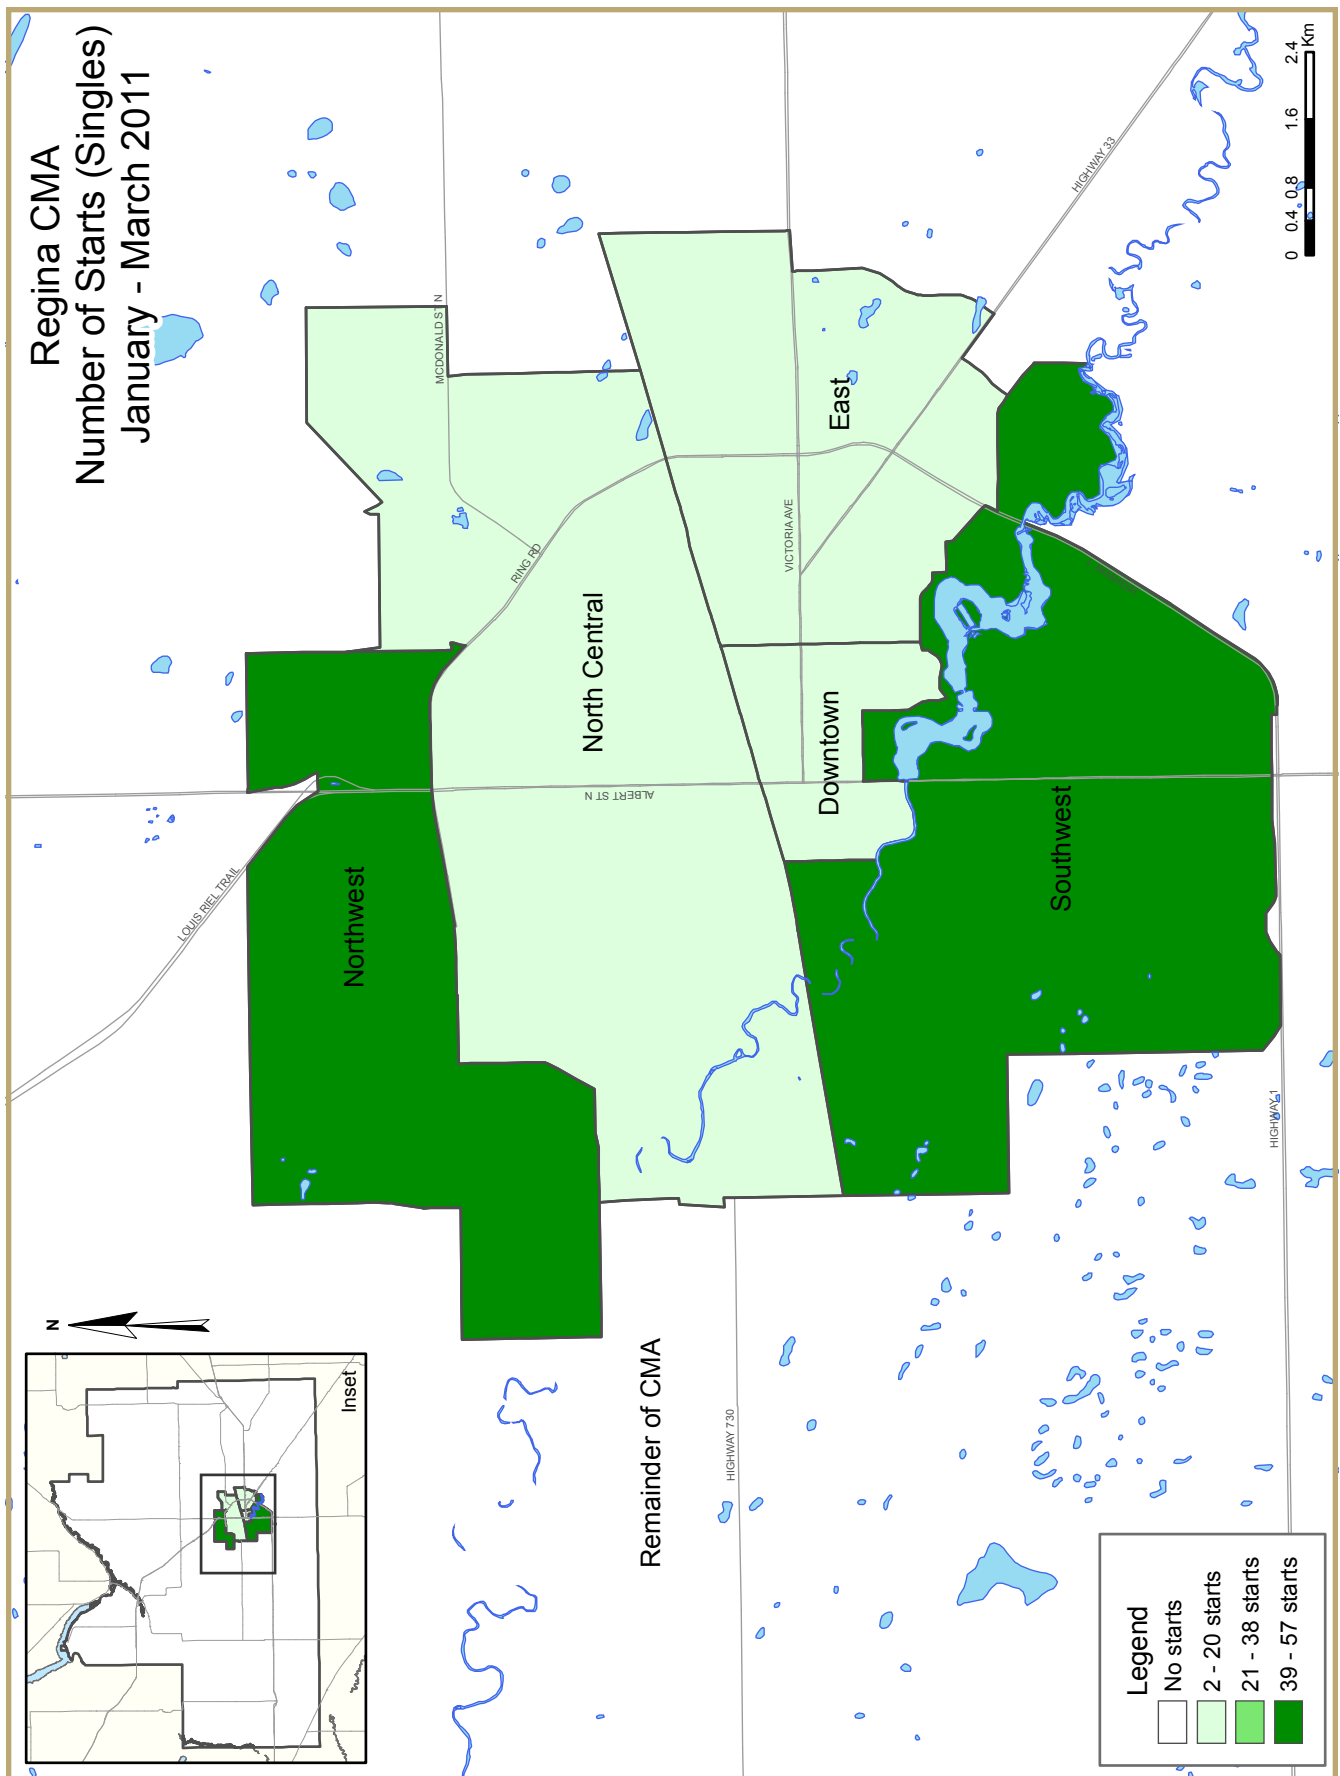 Regina CMA
Number of Starts (Singles)
January - March 2011
N
Inset
LOUIS RIEL TRAIL
MCDONALD ST N
RING RD
ALBERT ST N
VICTORIA AVE
HIGHWAY 33
HIGHWAY 730
HIGHWAY 1
Northwest
North Central
East
Downtown
Southwest
Remainder of CMA
Legend
No starts
2 - 20 starts
21 - 38 starts
39 - 57 starts
0 0.4 0.8 1.6 2.4
Km